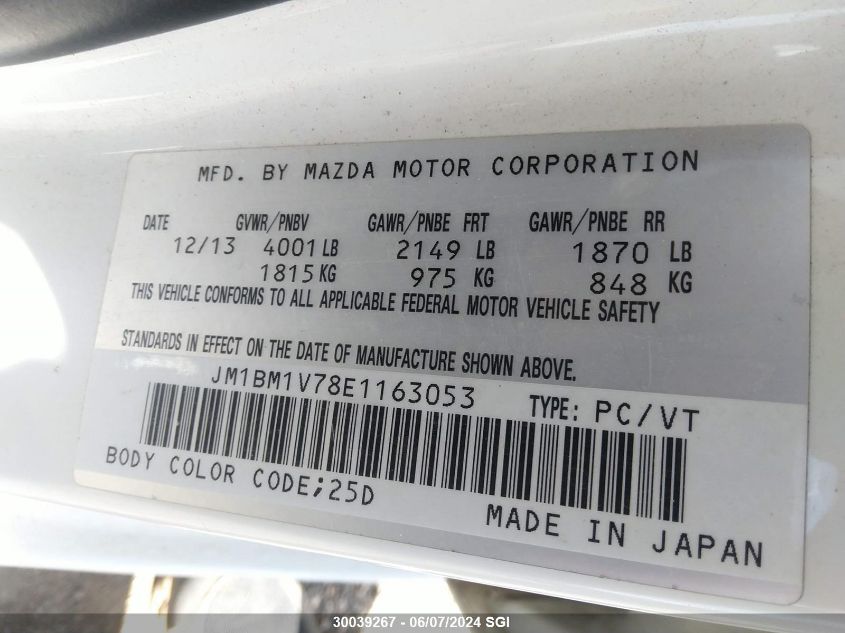 MFD. BY MAZDA MOTOR CORPORATION
DATE GVWR/PNBV GAWR/PNBE FRT GAWR/PNBE RR
12/13 4001 LB 2149 LB 1870 LB
1815 KG 975 KG 848 KG
THIS VEHICLE CONFORMS TO ALL APPLICABLE FEDERAL MOTOR VEHICLE SAFETY
STANDARDS IN EFFECT ON THE DATE OF MANUFACTURE SHOWN ABOVE.
JM1BM1V78E1163053 TYPE: PC/VT
BODY COLOR CODE;25D
MADE IN JAPAN
30039267 - 06/07/2024 SGI